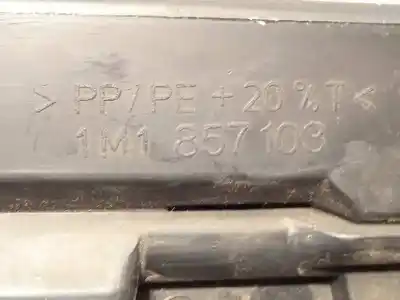 > PP/PE + 20 % T <
1M1 857 103